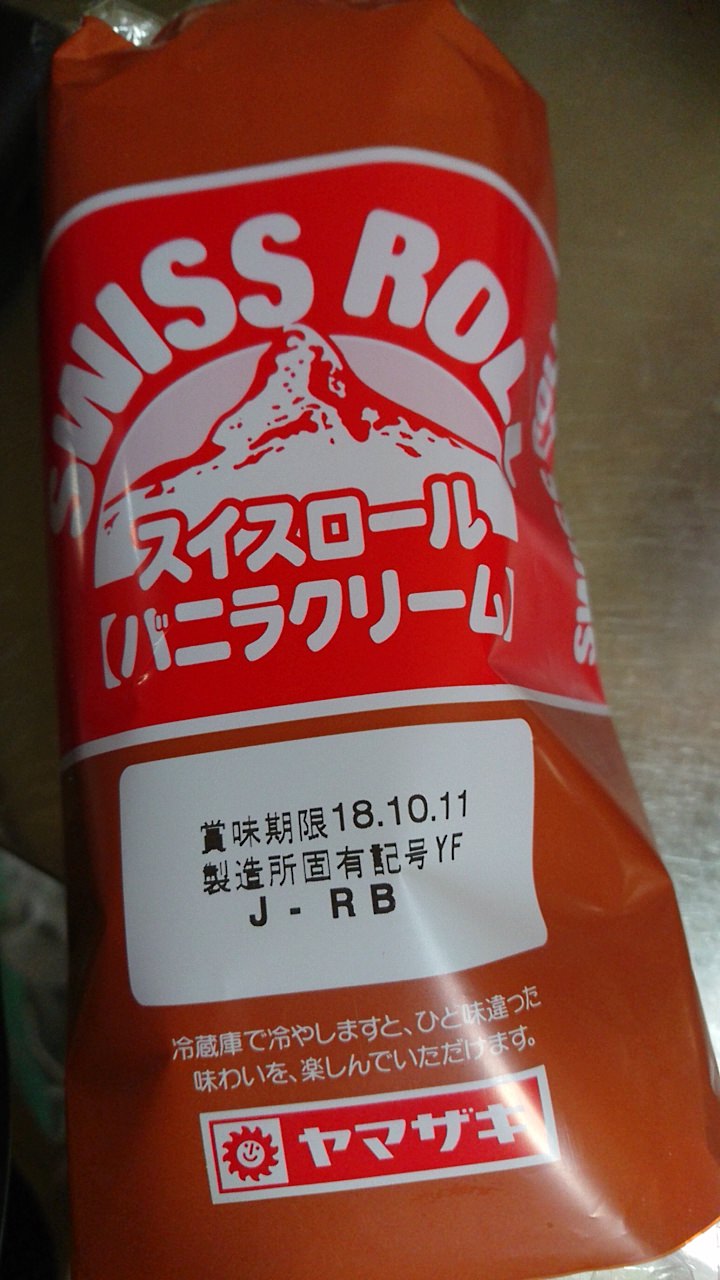 SWISS ROLL
スイスロール
【バニラクリーム】
賞味期限18.10.11
製造所固有記号YF
J-RB
冷蔵庫で冷やしますと、ひと味違った
味わいを、楽しんでいただけます。
ヤマザキ